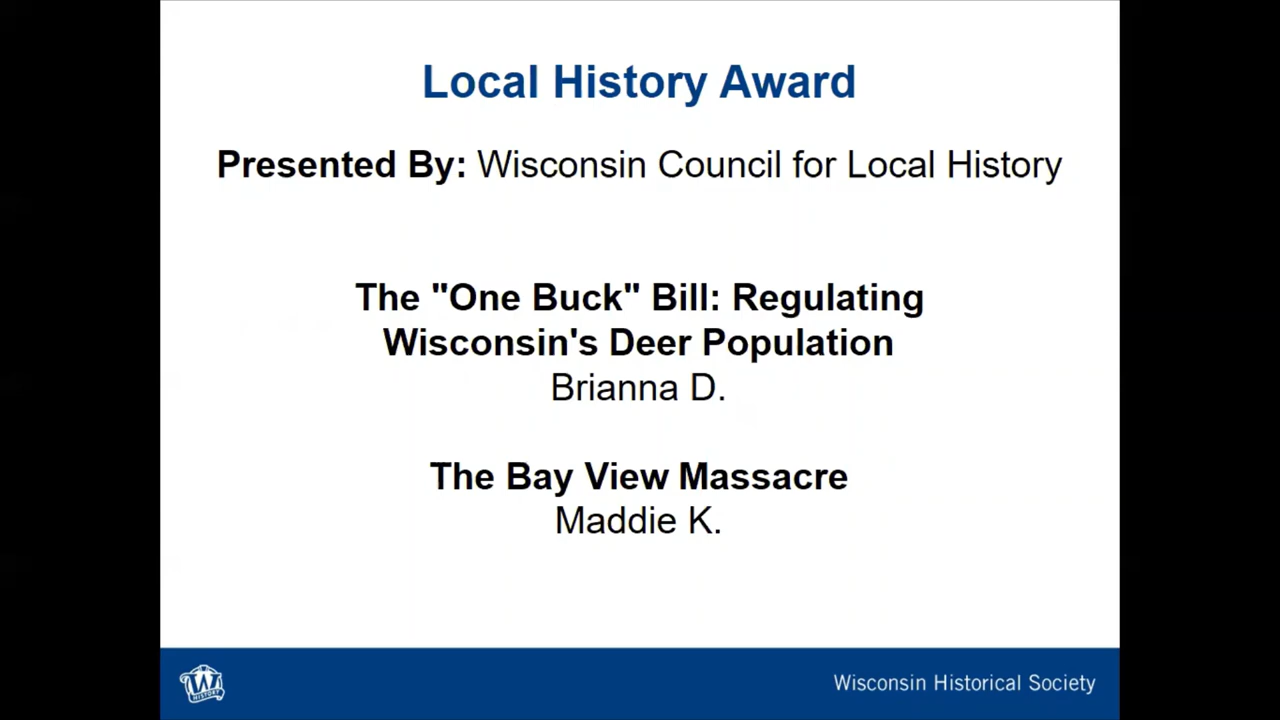 Local History Award
Presented By: Wisconsin Council for Local History
The "One Buck" Bill: Regulating
Wisconsin's Deer Population
Brianna D.
The Bay View Massacre
Maddie K.
W
HISTORY
Wisconsin Historical Society